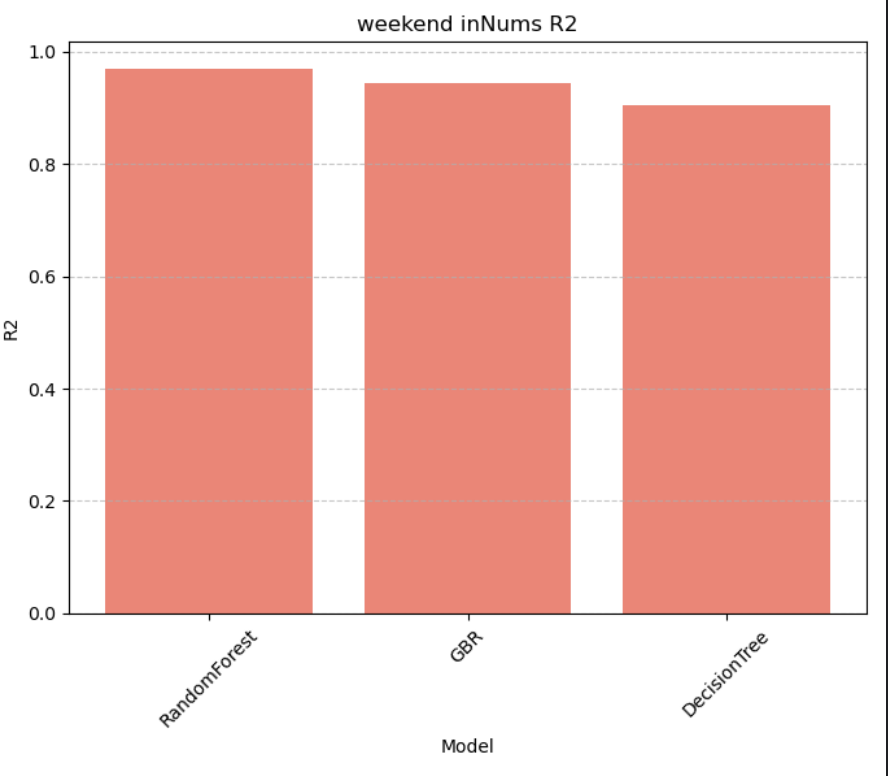 weekend inNums R2
1.0
0.8
0.6
0.4
0.2
0.0
R2
RandomForest
GBR
DecisionTree
Model